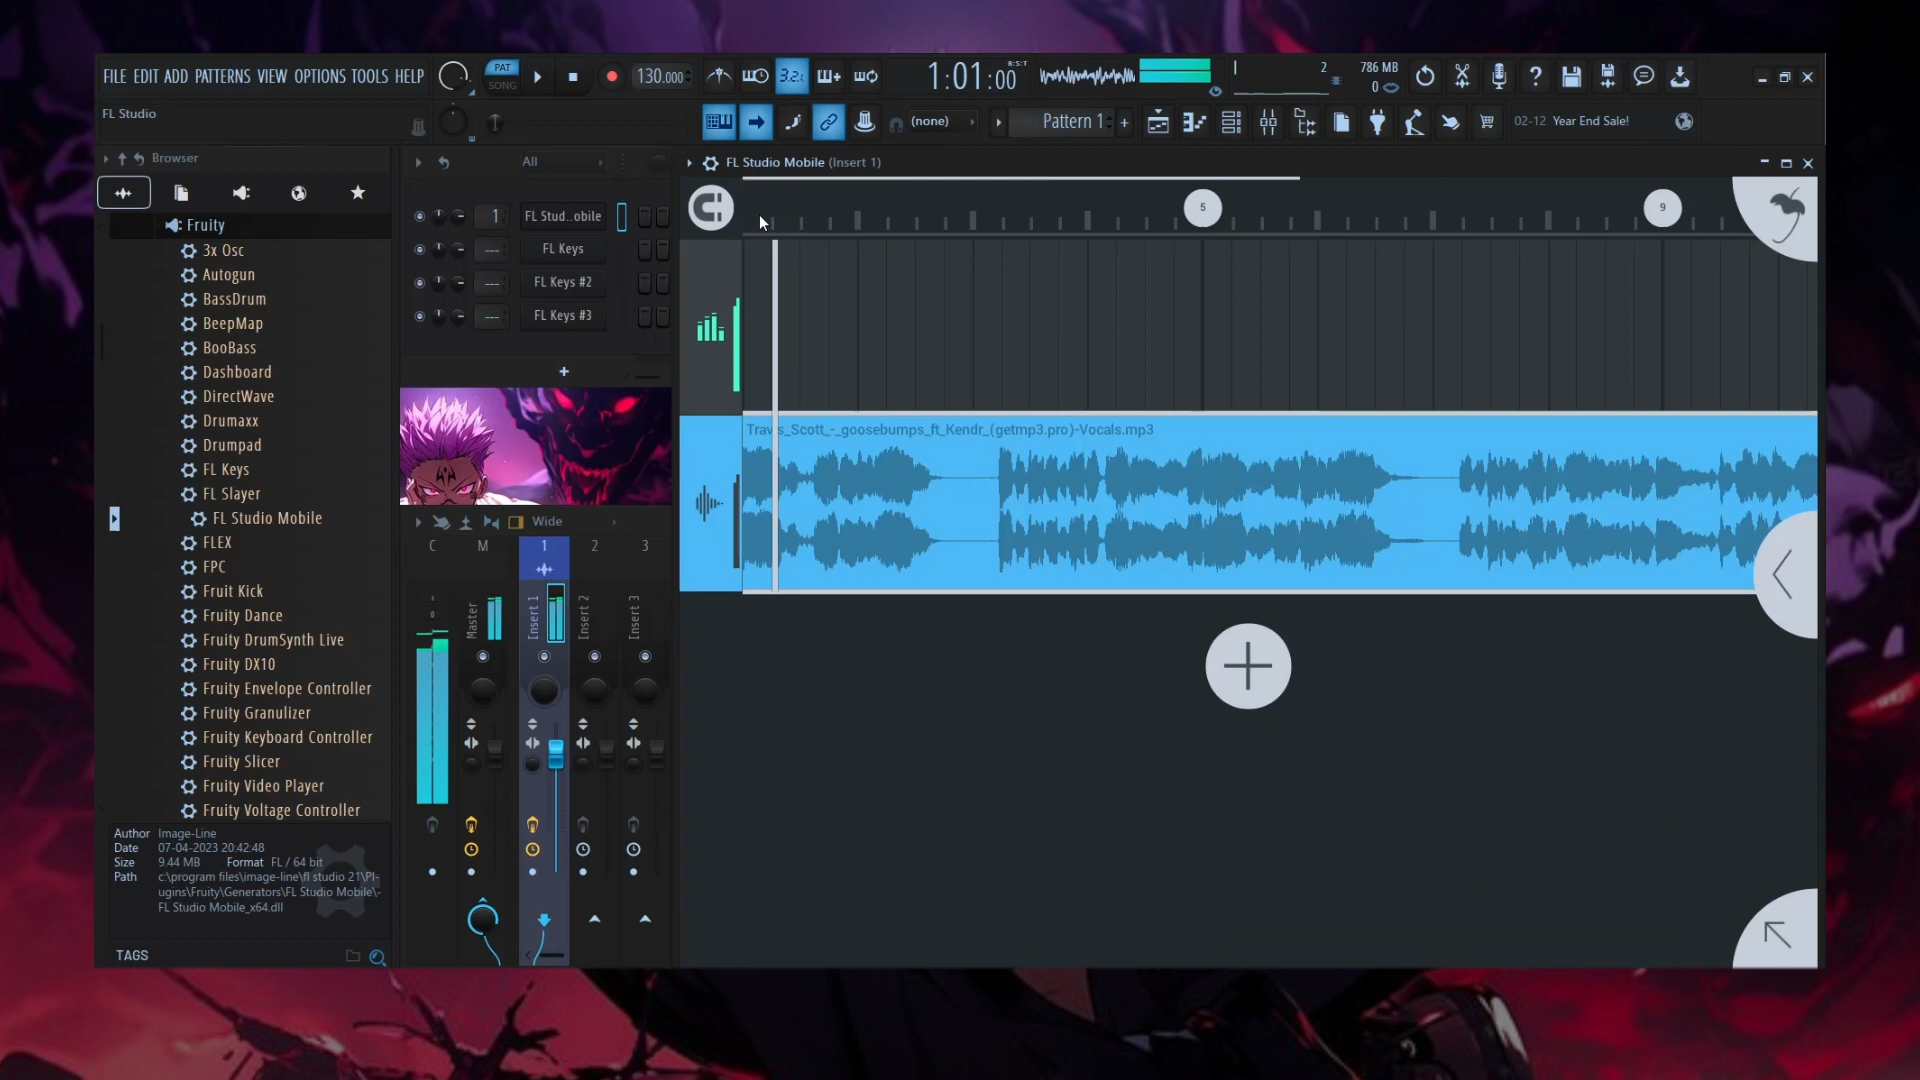 FILE EDIT ADD PATTERNS VIEW OPTIONS TOOLS HELP
PAT
SONG
130.000
3.2.
1:01:00
B:S:T
2
786 MB
0
FL Studio
(none)
Pattern 1
02-12 Year End Sale!
Browser
Fruity
3x Osc
Autogun
BassDrum
BeepMap
BooBass
Dashboard
DirectWave
Drumaxx
Drumpad
FL Keys
FL Slayer
FL Studio Mobile
FLEX
FPC
Fruit Kick
Fruity Dance
Fruity DrumSynth Live
Fruity DX10
Fruity Envelope Controller
Fruity Granulizer
Fruity Keyboard Controller
Fruity Slicer
Fruity Video Player
Fruity Voltage Controller
Author Image-Line
Date 07-04-2023 20:42:48
Size 9.44 MB Format FL / 64 bit
Path c:\program files\image-line\fl studio 21\Pl-
ugins\Fruity\Generators\FL Studio Mobile\-
FL Studio Mobile_x64.dll
TAGS
All
1 FL Stud..obile
--- FL Keys
--- FL Keys #2
--- FL Keys #3
Wide
C M 1 2 3
Master
Insert 1
Insert 2
Insert 3
FL Studio Mobile (Insert 1)
5
9
Travis_Scott_-_goosebumps_ft_Kendr_(getmp3.pro)-Vocals.mp3